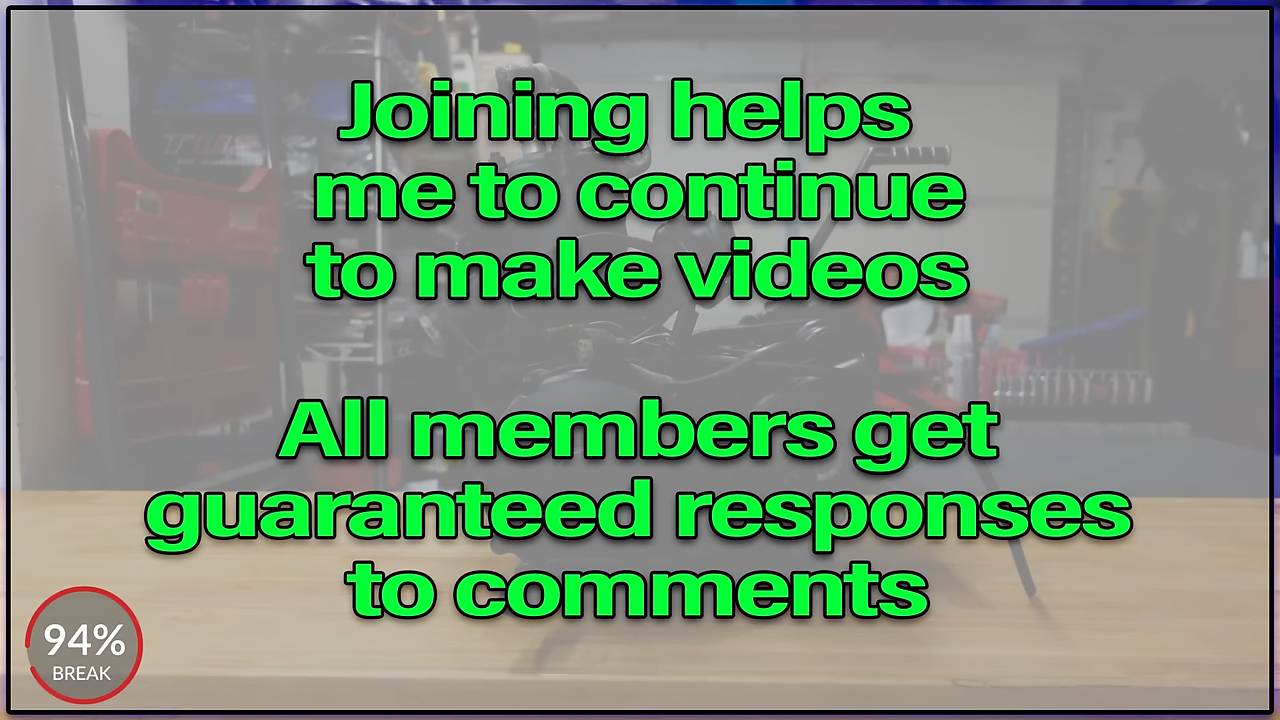 Joining helps
me to continue
to make videos
All members get
guaranteed responses
to comments
94%
BREAK